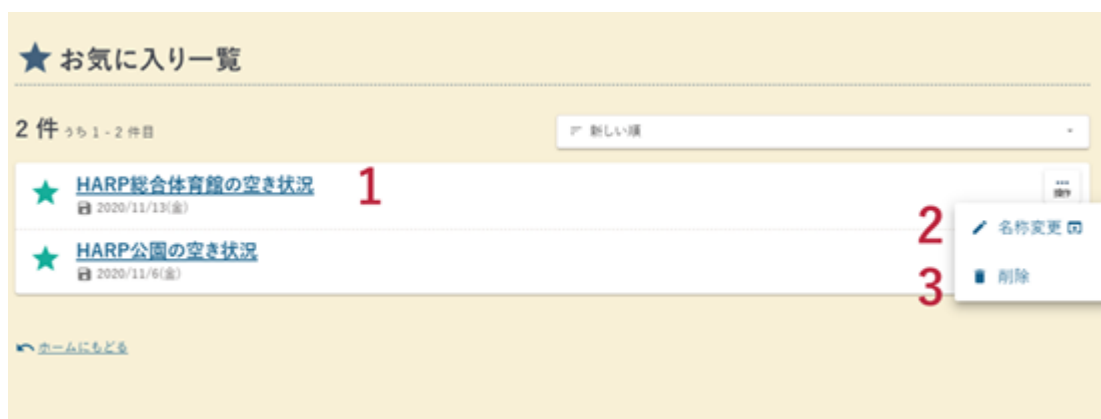 お気に入り一覧
2 件 うち 1 - 2 件目
新しい順
HARP総合体育館の空き状況
1
操作
2020/11/13(金)
2
名称変更
HARP公園の空き状況
2020/11/6(金)
3
削除
ホームにもどる